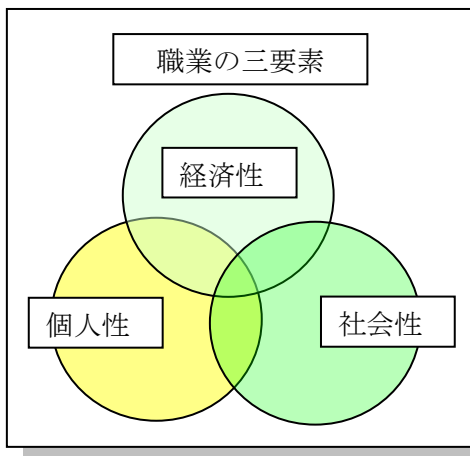 職業の三要素
経済性
個人性
社会性